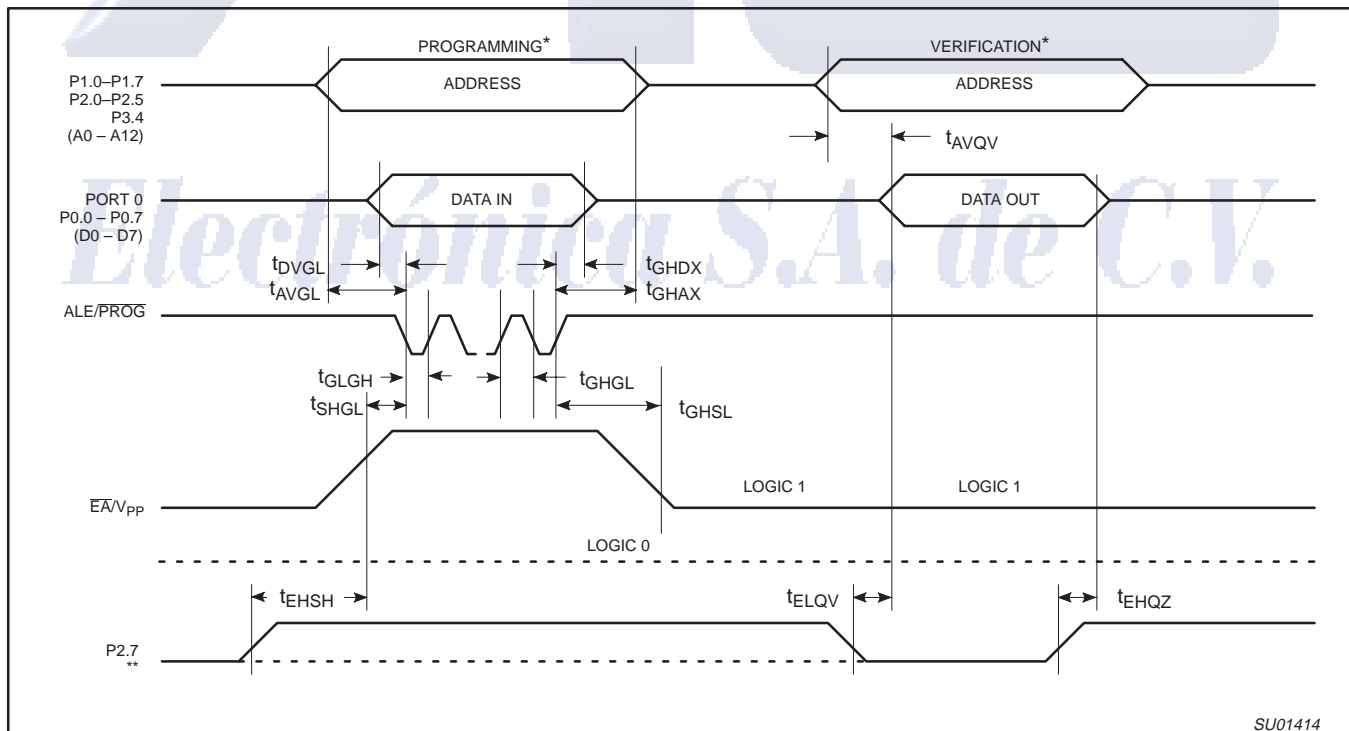 PROGRAMMING*
VERIFICATION*
P1.0–P1.7
P2.0–P2.5
P3.4
(A0 – A12)
ADDRESS
ADDRESS
tAVQV
PORT 0
P0.0 – P0.7
(D0 – D7)
DATA IN
DATA OUT
Electrónica S.A. de C.V.
tDVGL
tGHDX
tAVGL
tGHAX
ALE/PROG
tGLGH
tGHGL
tSHGL
tGHSL
LOGIC 1
LOGIC 1
EA/VPP
LOGIC 0
tEHSH
tELQV
tEHQZ
P2.7
**
SU01414